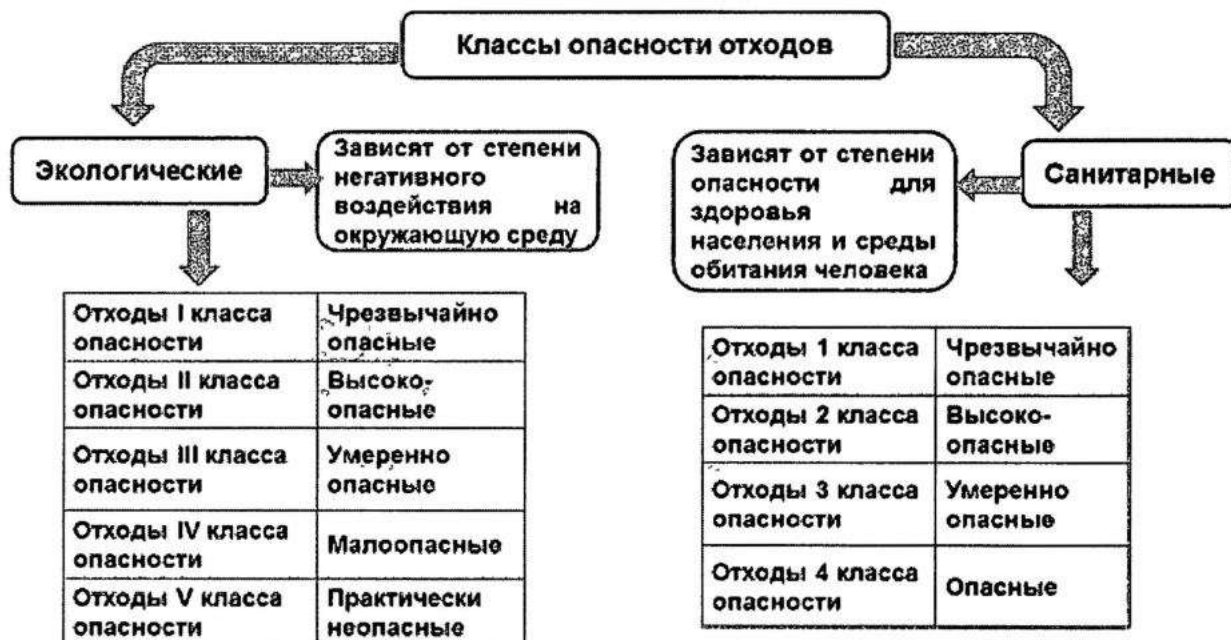 Классы опасности отходов
Экологические
Зависят от степени
негативного
воздействия на
окружающую среду
Зависят от степени
опасности для
здоровья
населения и среды
обитания человека
Санитарные
Отходы I класса
опасности
Чрезвычайно
опасные
Отходы II класса
опасности
Высоко-
опасные
Отходы III класса
опасности
Умеренно
опасные
Отходы IV класса
опасности
Малоопасные
Отходы V класса
опасности
Практически
неопасные
Отходы 1 класса
опасности
Чрезвычайно
опасные
Отходы 2 класса
опасности
Высоко-
опасные
Отходы 3 класса
опасности
Умеренно
опасные
Отходы 4 класса
опасности
Опасные